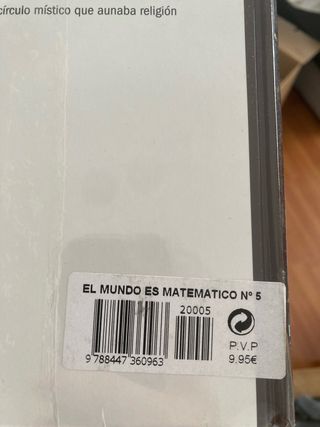 círculo místico que aunaba religión
EL MUNDO ES MATEMATICO Nº 5
20005
P.V.P
9.95€
9 788447 360963